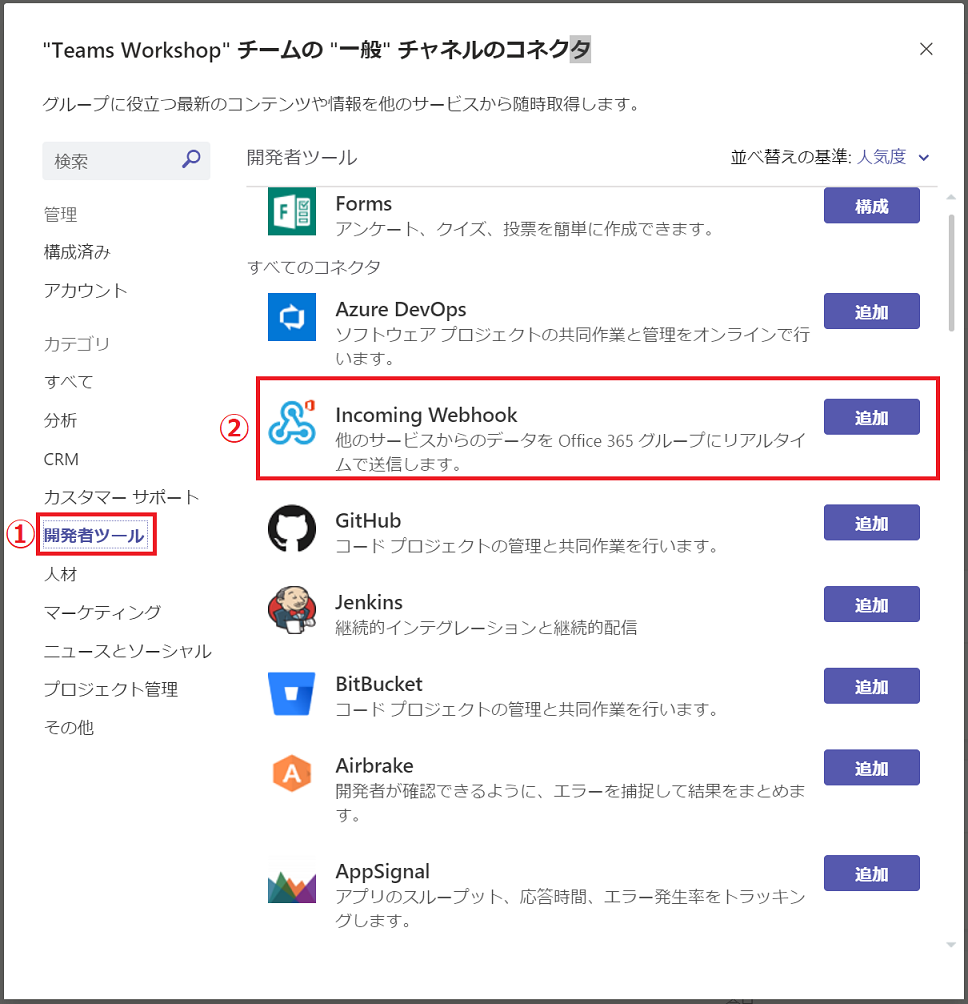 "Teams Workshop" チームの "一般" チャネルのコネクタ
グループに役立つ最新のコンテンツや情報を他のサービスから随時取得します。
検索
開発者ツール
並べ替えの基準: 人気度
管理
構成済み
アカウント
カテゴリ
すべて
分析
CRM
カスタマー サポート
①
開発者ツール
人材
マーケティング
ニュースとソーシャル
プロジェクト管理
その他
Forms
アンケート、クイズ、投票を簡単に作成できます。
構成
すべてのコネクタ
Azure DevOps
ソフトウェア プロジェクトの共同作業と管理をオンラインで行
います。
追加
②
Incoming Webhook
他のサービスからのデータを Office 365 グループにリアルタイ
ムで送信します。
追加
GitHub
コード プロジェクトの管理と共同作業を行います。
追加
Jenkins
継続的インテグレーションと継続的配信
追加
BitBucket
コード プロジェクトの管理と共同作業を行います。
追加
A
Airbrake
開発者が確認できるように、エラーを捕捉して結果をまとめま
す。
追加
AppSignal
アプリのスループット、応答時間、エラー発生率をトラッキン
グします。
追加